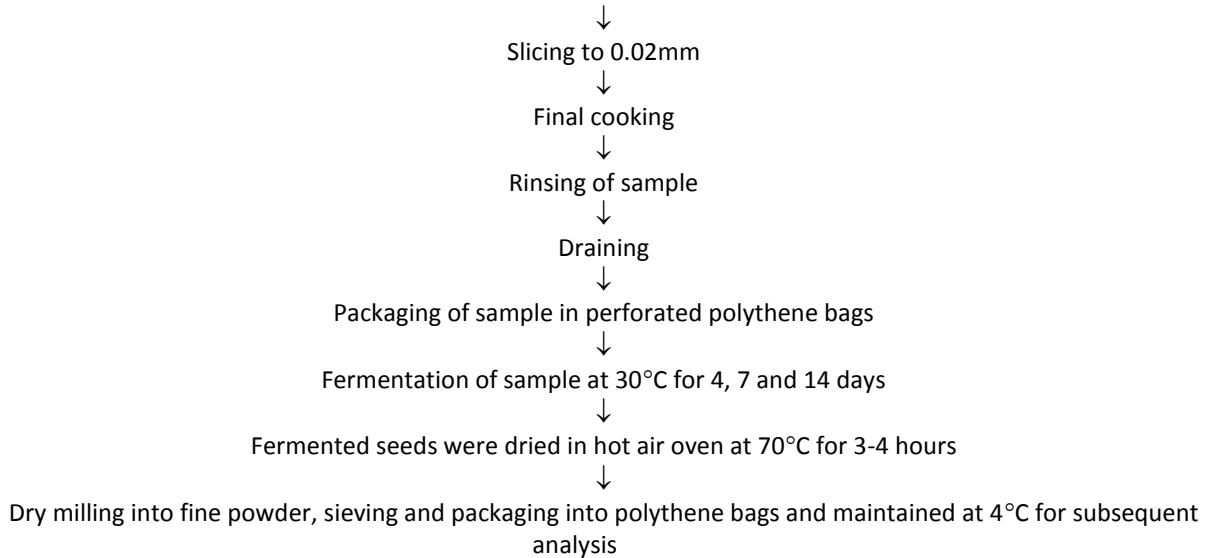 ↓
Slicing to 0.02mm
↓
Final cooking
↓
Rinsing of sample
↓
Draining
↓
Packaging of sample in perforated polythene bags
↓
Fermentation of sample at 30°C for 4, 7 and 14 days
↓
Fermented seeds were dried in hot air oven at 70°C for 3-4 hours
↓
Dry milling into fine powder, sieving and packaging into polythene bags and maintained at 4°C for subsequent
analysis